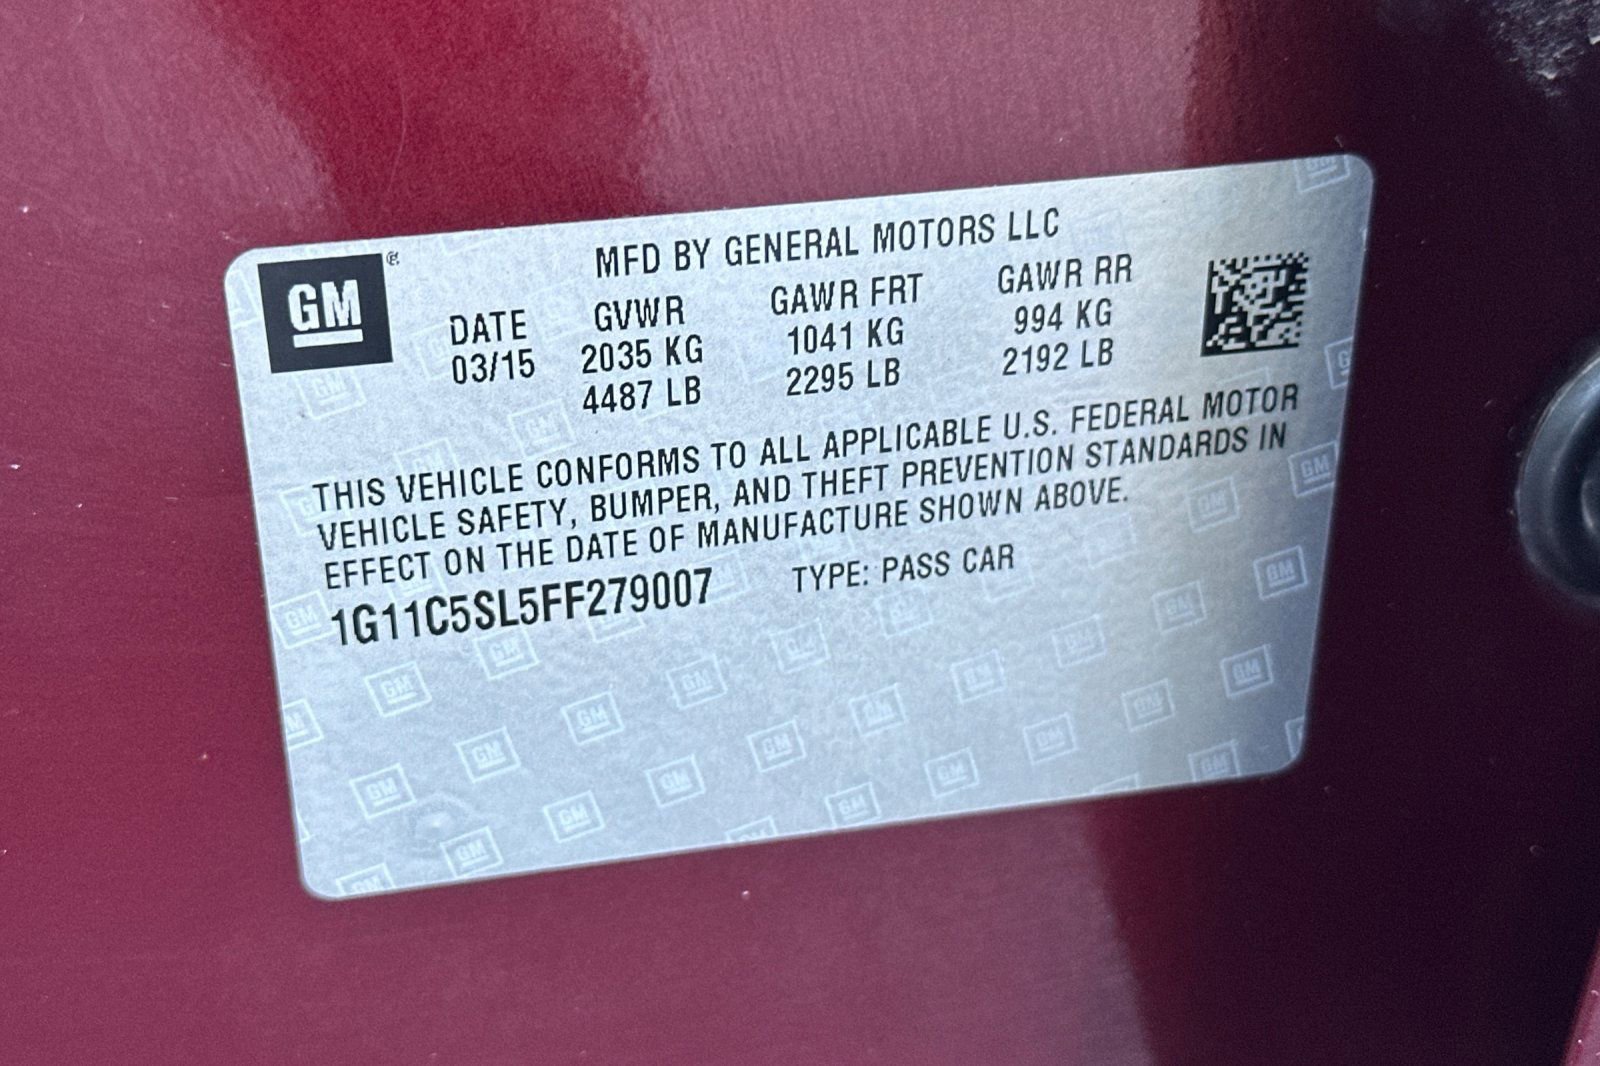 GM
MFD BY GENERAL MOTORS LLC
DATE GVWR GAWR FRT GAWR RR
03/15 2035 KG 1041 KG 994 KG
4487 LB 2295 LB 2192 LB
THIS VEHICLE CONFORMS TO ALL APPLICABLE U.S. FEDERAL MOTOR
VEHICLE SAFETY, BUMPER, AND THEFT PREVENTION STANDARDS IN
EFFECT ON THE DATE OF MANUFACTURE SHOWN ABOVE.
1G11C5SL5FF279007 TYPE: PASS CAR